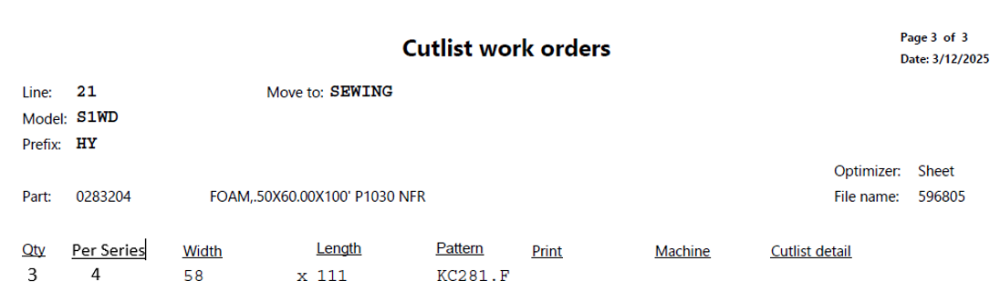 Cutlist work orders
Page 3 of 3
Date: 3/12/2025
Line: 21 Move to: SEWING
Model: S1WD
Prefix: HY
Optimizer: Sheet
Part: 0283204 FOAM,.50X60.00X100' P1030 NFR File name: 596805
Qty Per Series Width Length Pattern Print Machine Cutlist detail
3 4 58 x 111 KC281.F